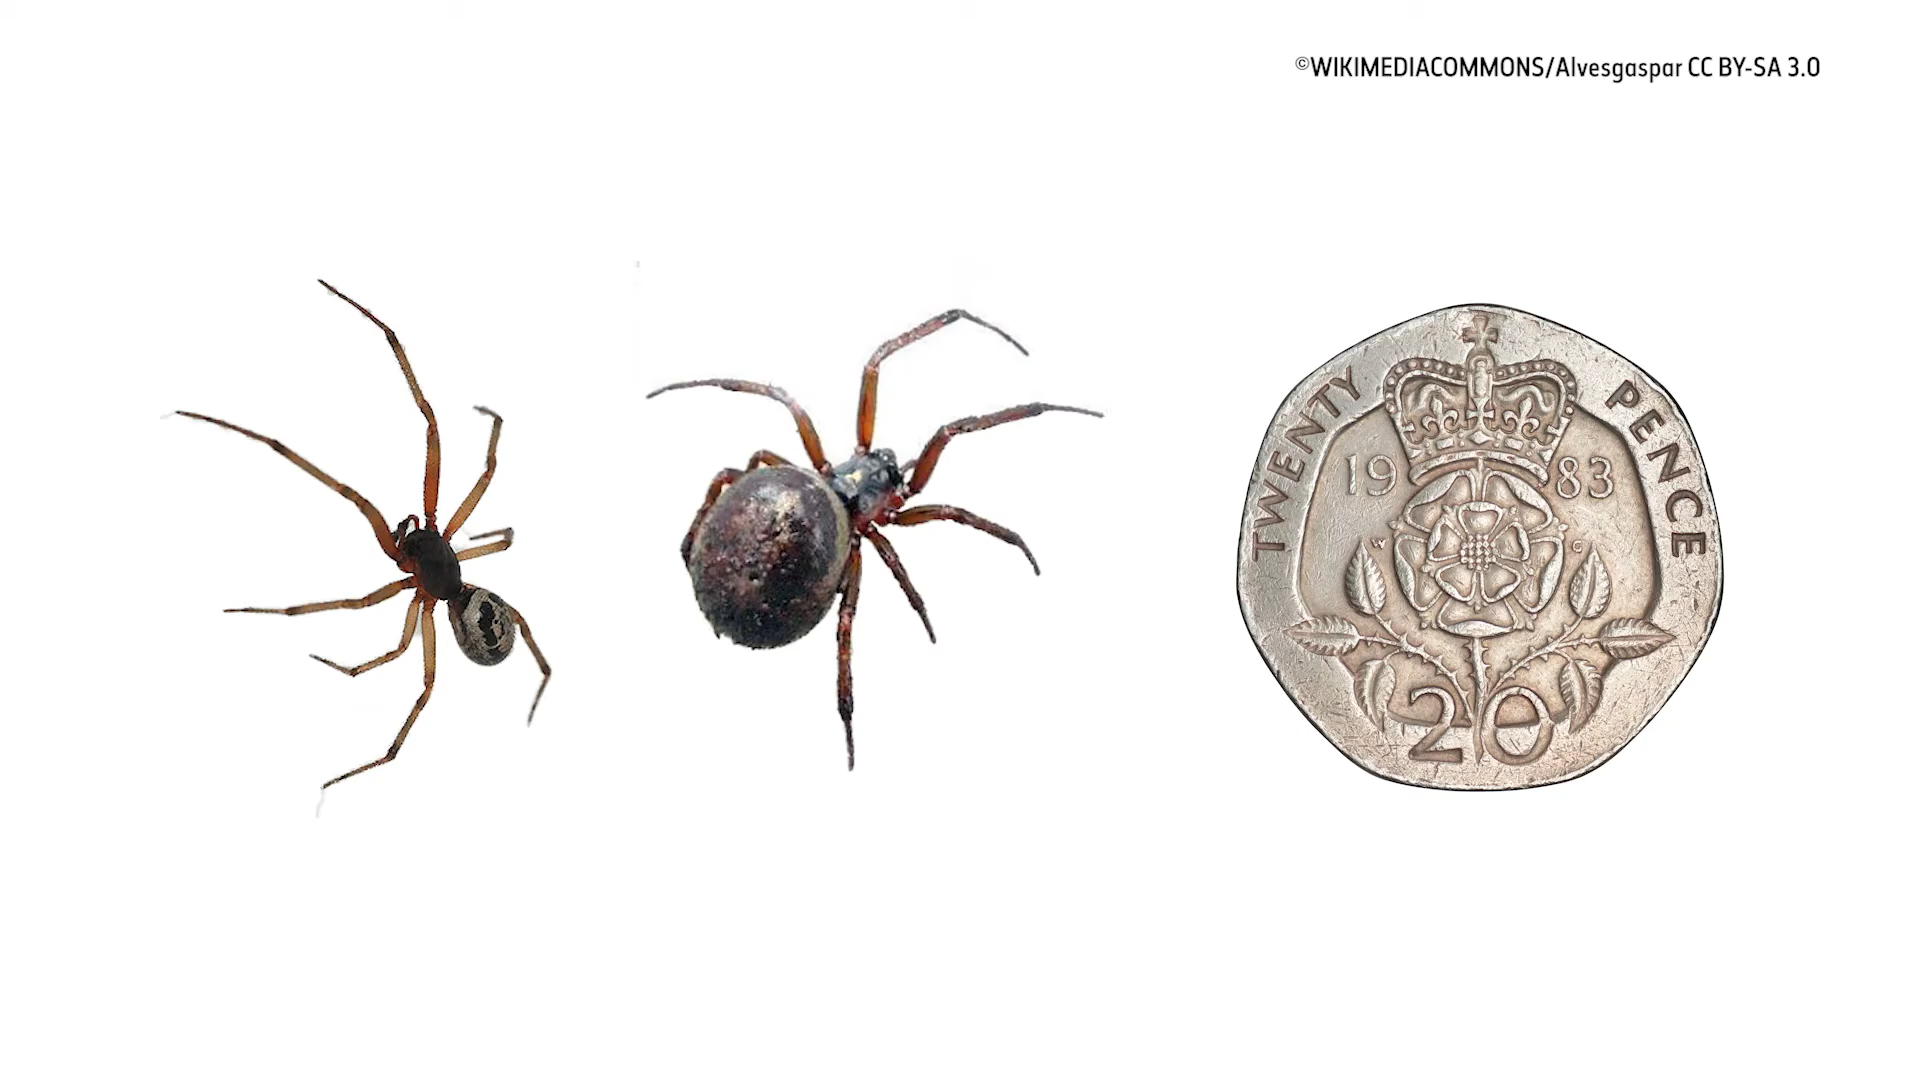 ©WIKIMEDIACOMMONS/Alvesgaspar CC BY-SA 3.0
TWENTY PENCE
19 83
W G
20